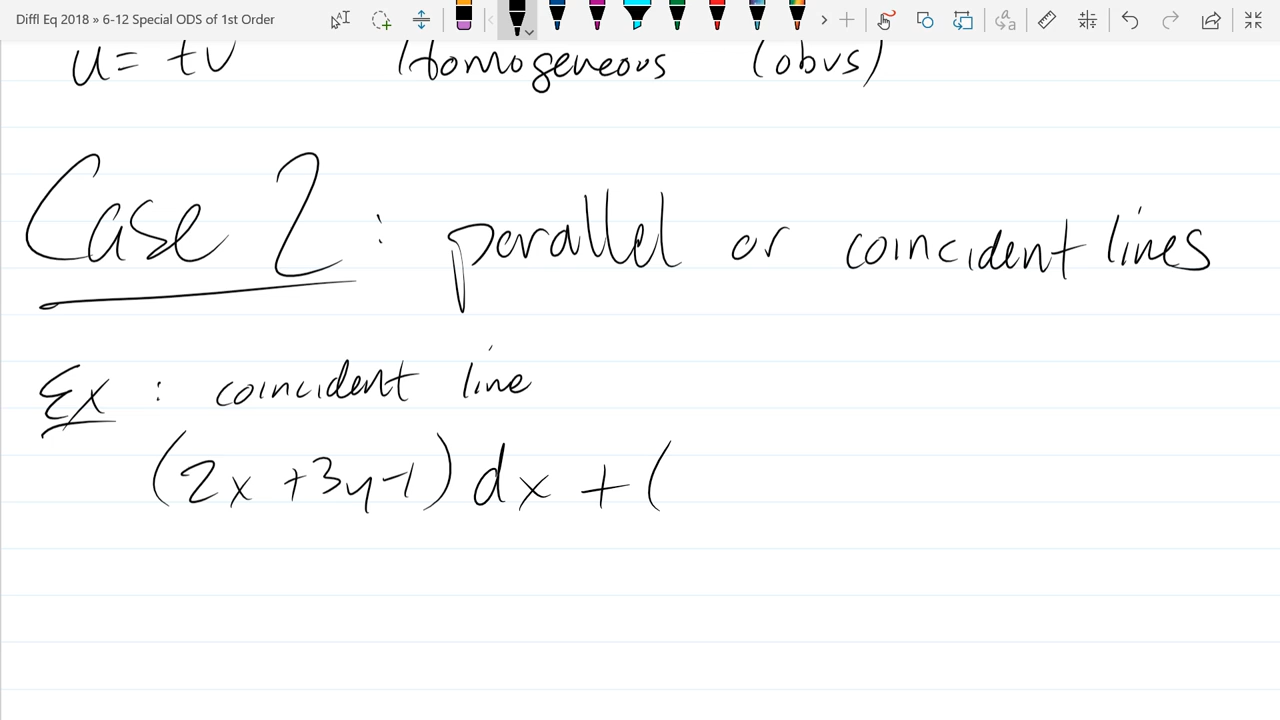 Diffl Eq 2018 » 6-12 Special ODS of 1st Order
u = tv Homogeneous (obvs)
Case 2 : parallel or coincident lines
Ex : coincident line
(2x +3y-1) dx + (